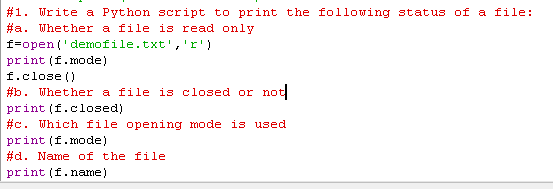 #1. Write a Python script to print the following status of a file:
#a. Whether a file is read only
f=open('demofile.txt','r')
print(f.mode)
f.close()
#b. Whether a file is closed or not
print(f.closed)
#c. Which file opening mode is used
print(f.mode)
#d. Name of the file
print(f.name)